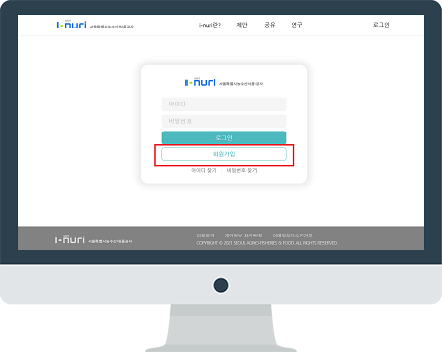 i-nuri 서울특별시농수산식품공사 i-nuri란? 제안 공유 연구 로그인
i-nuri 서울특별시농수산식품공사
아이디
비밀번호
로그인
회원가입
아이디 찾기 비밀번호 찾기
i-nuri 서울특별시농수산식품공사
COPYRIGHT © 2021 SEOUL AGRO-FISHERIES & FOOD. ALL RIGHTS RESERVED.